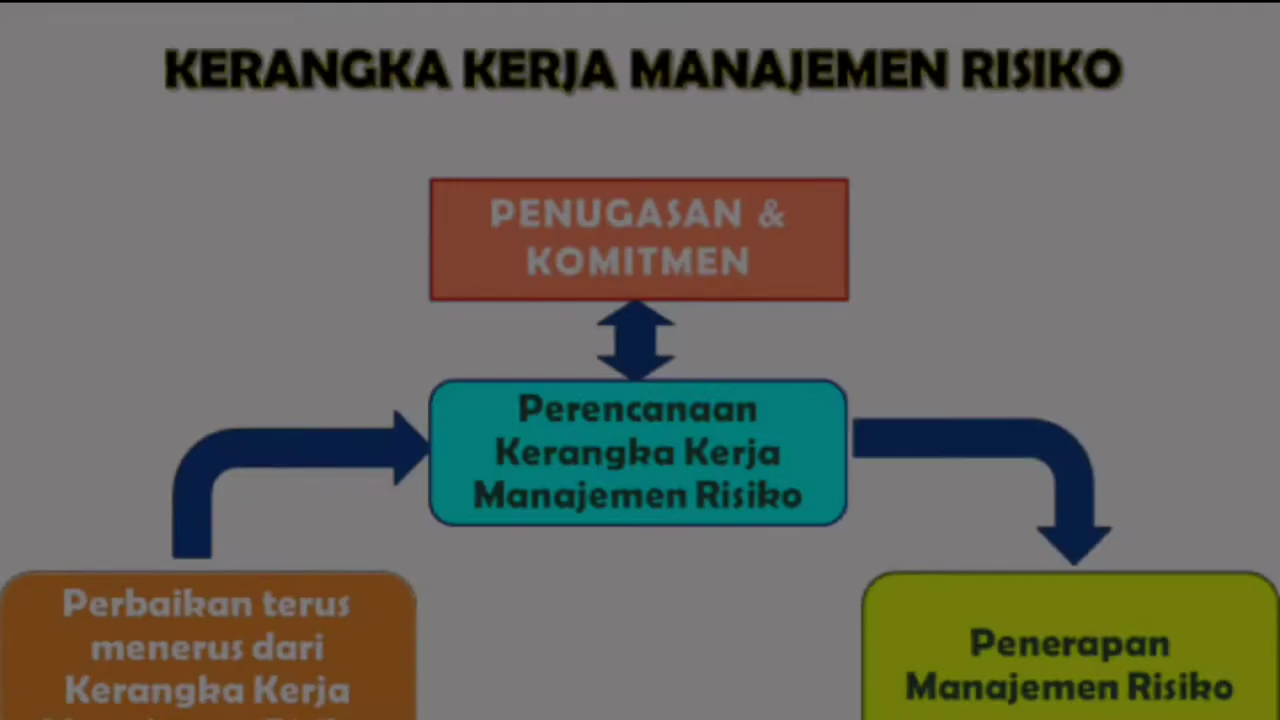 KERANGKA KERJA MANAJEMEN RISIKO
PENUGASAN &
KOMITMEN
Perencanaan
Kerangka Kerja
Manajemen Risiko
Perbaikan terus
menerus dari
Kerangka Kerja
Penerapan
Manajemen Risiko